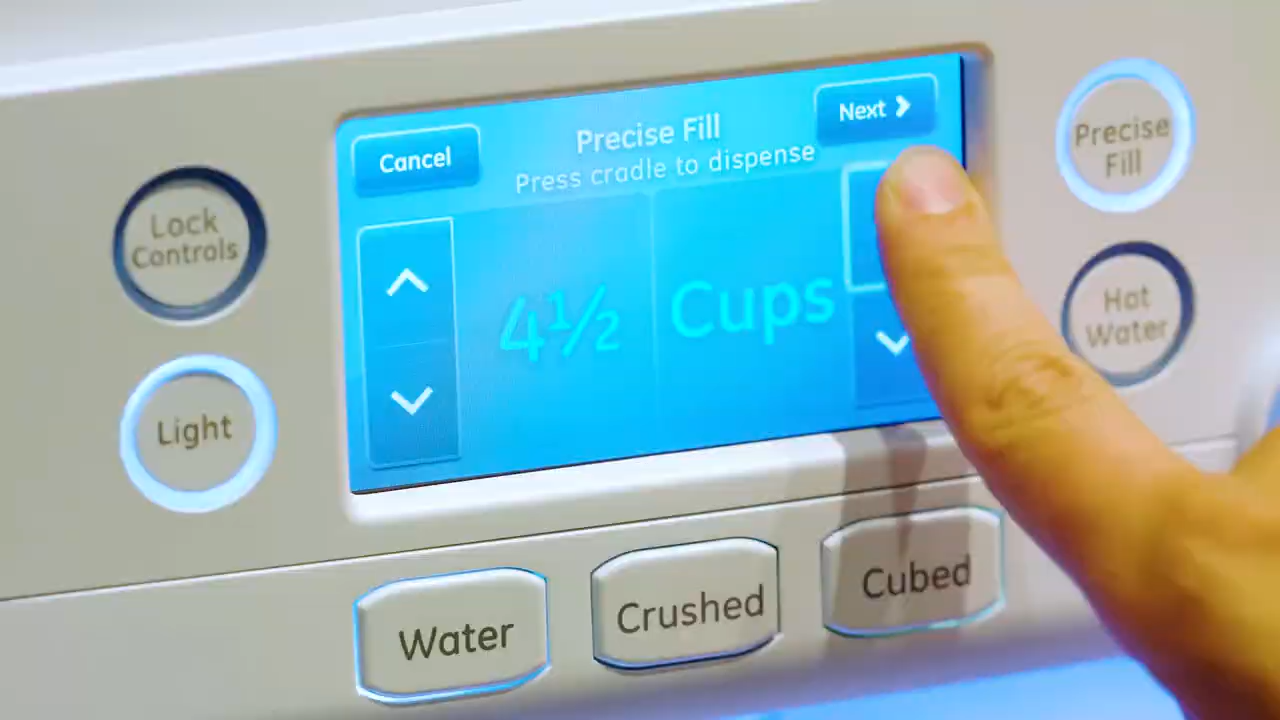 Cancel
Precise Fill
Press cradle to dispense
Next
4½
Cups
Lock
Controls
Light
Precise
Fill
Hot
Water
Water
Crushed
Cubed